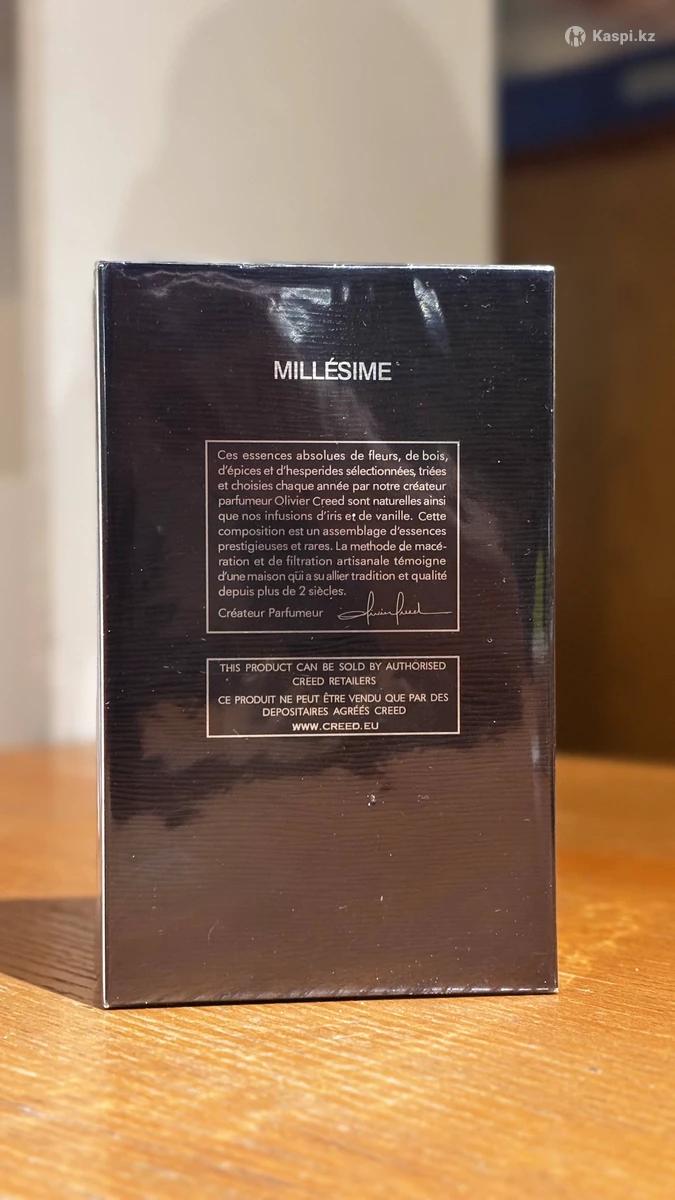 Kaspi.kz
MILLÉSIME
Ces essences absolues de fleurs, de bois,
d'épices et d'hesperides sélectionnées, triées
et choisies chaque année par notre créateur
parfumeur Olivier Creed sont naturelles ainsi
que nos infusions d'iris et de vanille. Cette
composition est un assemblage d'essences
prestigieuses et rares. La methode de macé-
ration et de filtration artisanale témoigne
d'une maison qui a su allier tradition et qualité
depuis plus de 2 siècles.
Créateur Parfumeur Olivier Creed
THIS PRODUCT CAN BE SOLD BY AUTHORISED
CREED RETAILERS
CE PRODUIT NE PEUT ÊTRE VENDU QUE PAR DES
DEPOSITAIRES AGRÉÉS CREED
WWW.CREED.EU